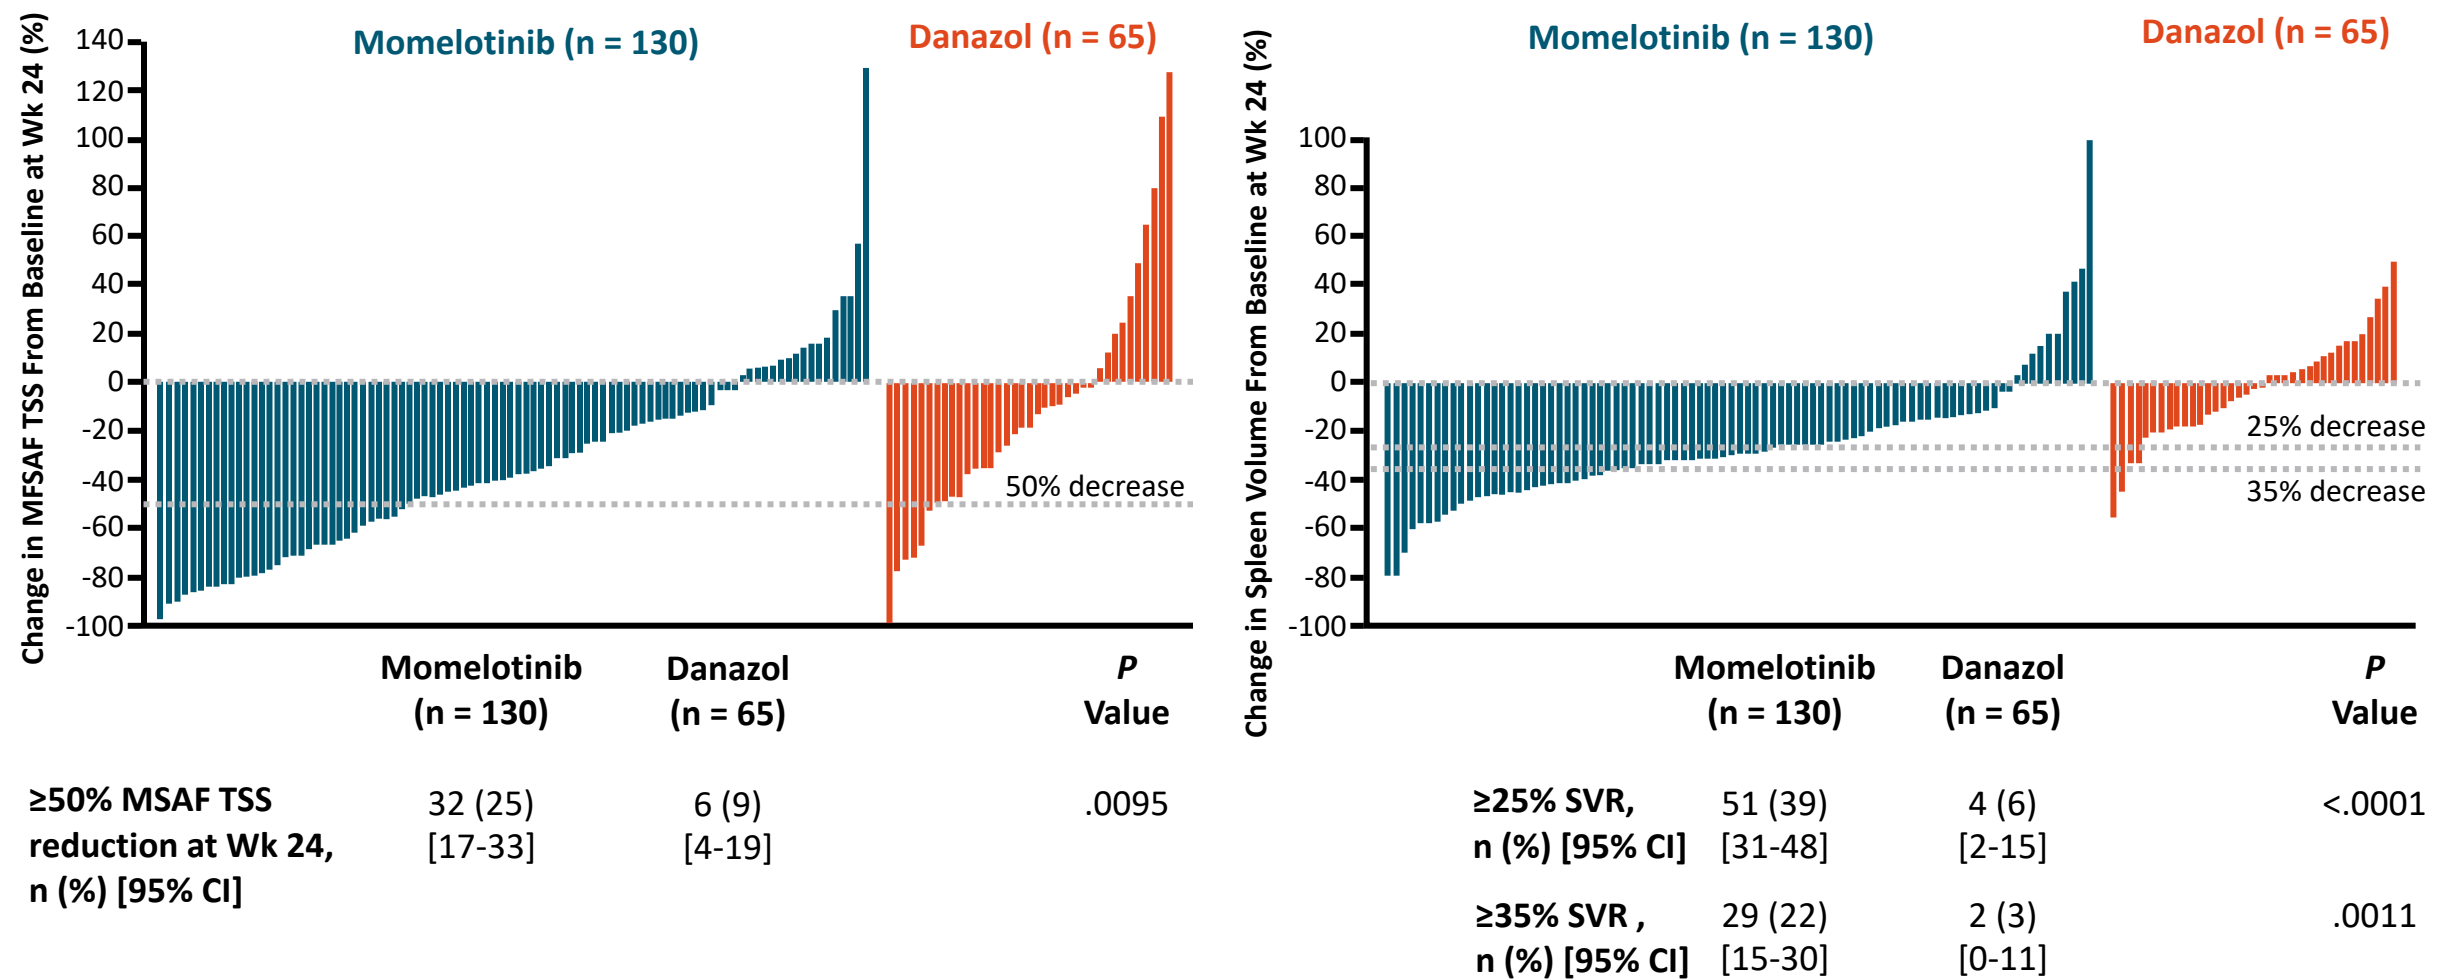 Change in MFSAF TSS From Baseline at Wk 24 (%)
140
120
100
80
60
40
20
0
-20
-40
-60
-80
-100
Momelotinib (n = 130)
Danazol (n = 65)
50% decrease
Momelotinib
(n = 130)
Danazol
(n = 65)
P
Value
≥50% MSAF TSS
reduction at Wk 24,
n (%) [95% CI]
32 (25)
[17-33]
6 (9)
[4-19]
.0095
Change in Spleen Volume From Baseline at Wk 24 (%)
100
80
60
40
20
0
-20
-40
-60
-80
-100
Momelotinib (n = 130)
Danazol (n = 65)
25% decrease
35% decrease
Momelotinib
(n = 130)
Danazol
(n = 65)
P
Value
≥25% SVR,
n (%) [95% CI]
51 (39)
[31-48]
4 (6)
[2-15]
<.0001
≥35% SVR ,
n (%) [95% CI]
29 (22)
[15-30]
2 (3)
[0-11]
.0011